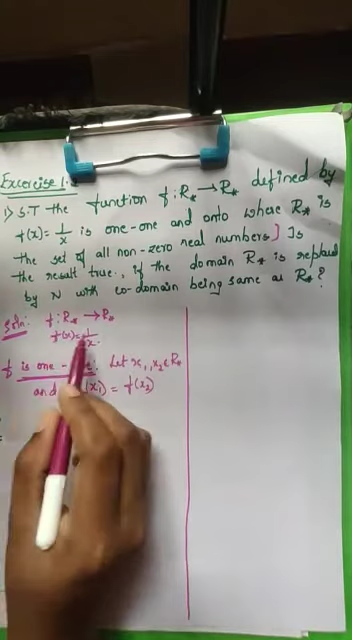 Excercise 1.
1) S.T the function f: R* → R* defined by
f(x) = 1/x is one-one and onto where R* is
the set of all non-zero real numbers] Is
the result true, if the domain R* is replaced
by N with co-domain being same as R*?
Soln: f: R* → R*
f(x) = 1/x.
f is one-one: Let x1, x2 ∈ R*
and (x1) = f(x2)